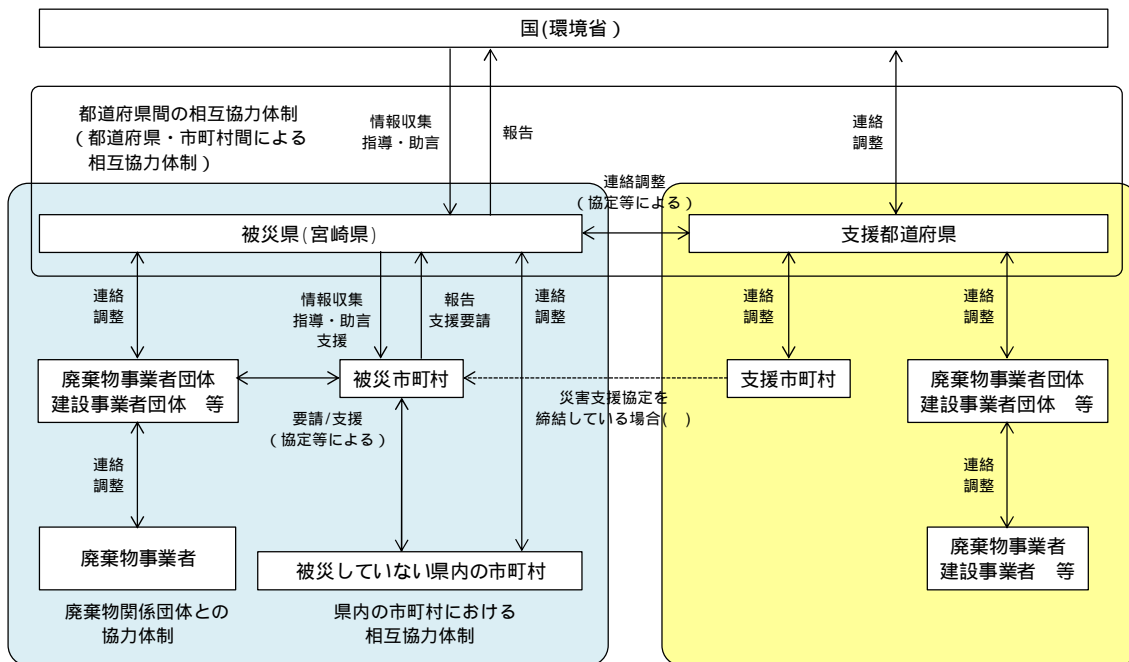 国(環境省)
都道府県間の相互協力体制
(都道府県・市町村間による
相互協力体制)
情報収集
指導・助言
報告
連絡
調整
連絡調整
(協定等による)
被災県(宮崎県)
支援都道府県
連絡
調整
情報収集
指導・助言
支援
報告
支援要請
連絡
調整
連絡
調整
連絡
調整
廃棄物事業者団体
建設事業者団体 等
被災市町村
支援市町村
廃棄物事業者団体
建設事業者団体 等
要請/支援
(協定等による)
災害支援協定を
締結している場合( )
連絡
調整
連絡
調整
廃棄物事業者
被災していない県内の市町村
廃棄物事業者
建設事業者 等
廃棄物関係団体との
協力体制
県内の市町村における
相互協力体制